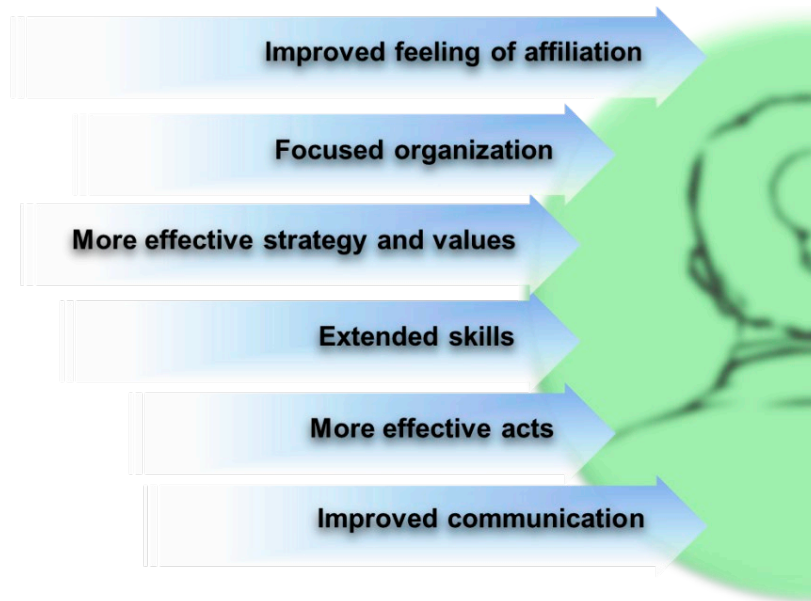 Improved feeling of affiliation
Focused organization
More effective strategy and values
Extended skills
More effective acts
Improved communication